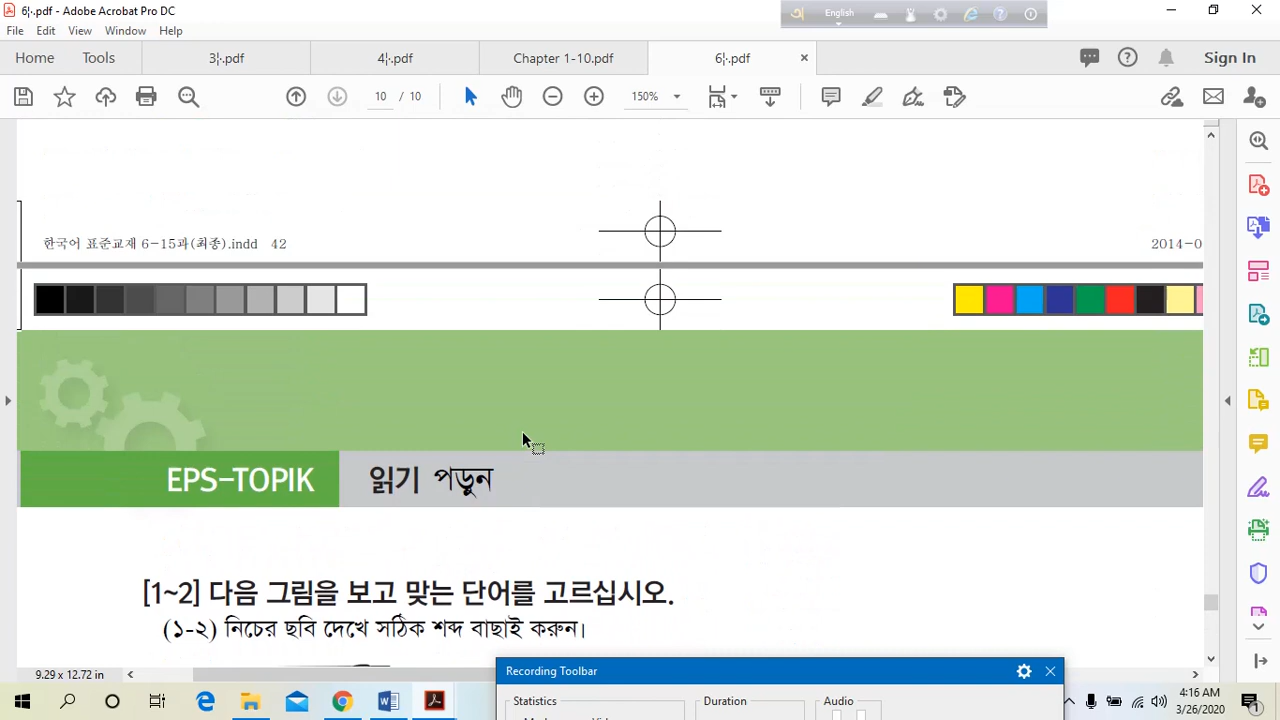 6¦-.pdf - Adobe Acrobat Pro DC
English
File Edit View Window Help
Home Tools 3¦-.pdf 4¦-.pdf Chapter 1-10.pdf 6¦-.pdf Sign In
10 / 10 150%
한국어 표준교재 6-15과(최종).indd 42 2014-0
EPS-TOPIK 읽기 পড়ুন
[1~2] 다음 그림을 보고 맞는 단어를 고르십시오.
(১-২) নিচের ছবি দেখে সঠিক শব্দ বাছাই করুন।
9.29 x 12.72 in
Recording Toolbar
Statistics Duration Audio
4:16 AM
3/26/2020